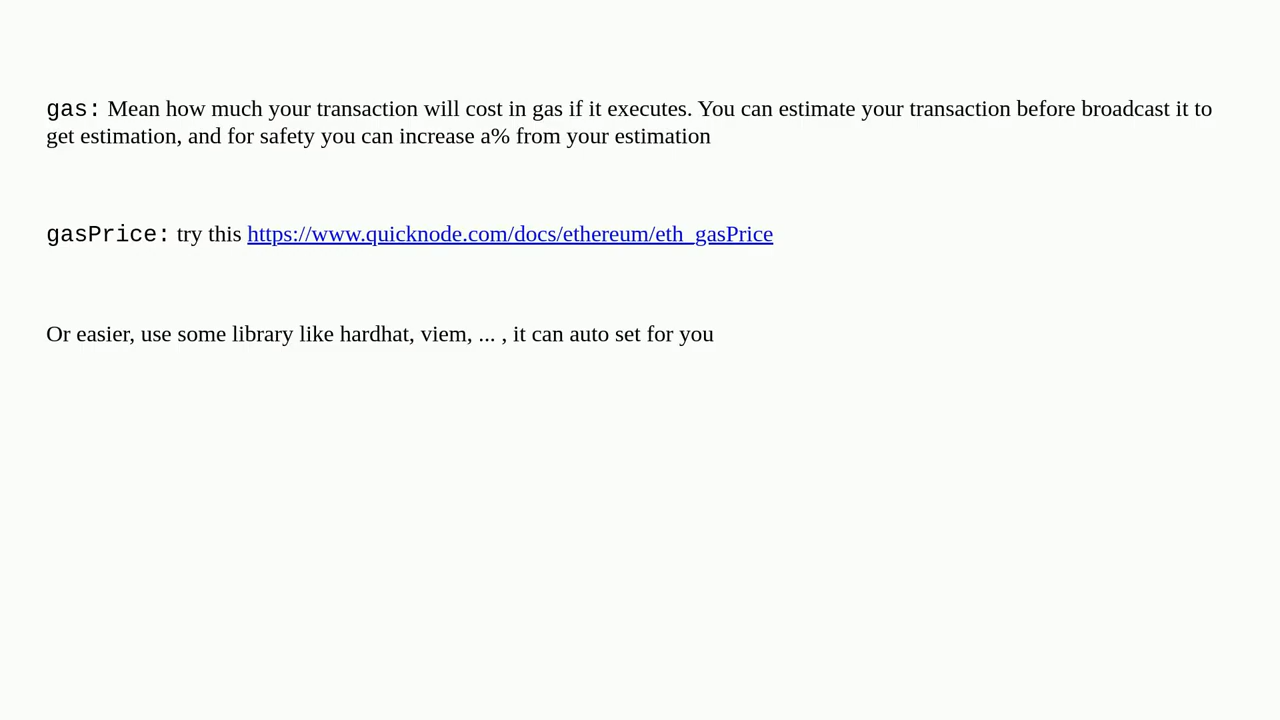 gas: Mean how much your transaction will cost in gas if it executes. You can estimate your transaction before broadcast it to
get estimation, and for safety you can increase a% from your estimation
gasPrice: try this https://www.quicknode.com/docs/ethereum/eth_gasPrice
Or easier, use some library like hardhat, viem, ... , it can auto set for you